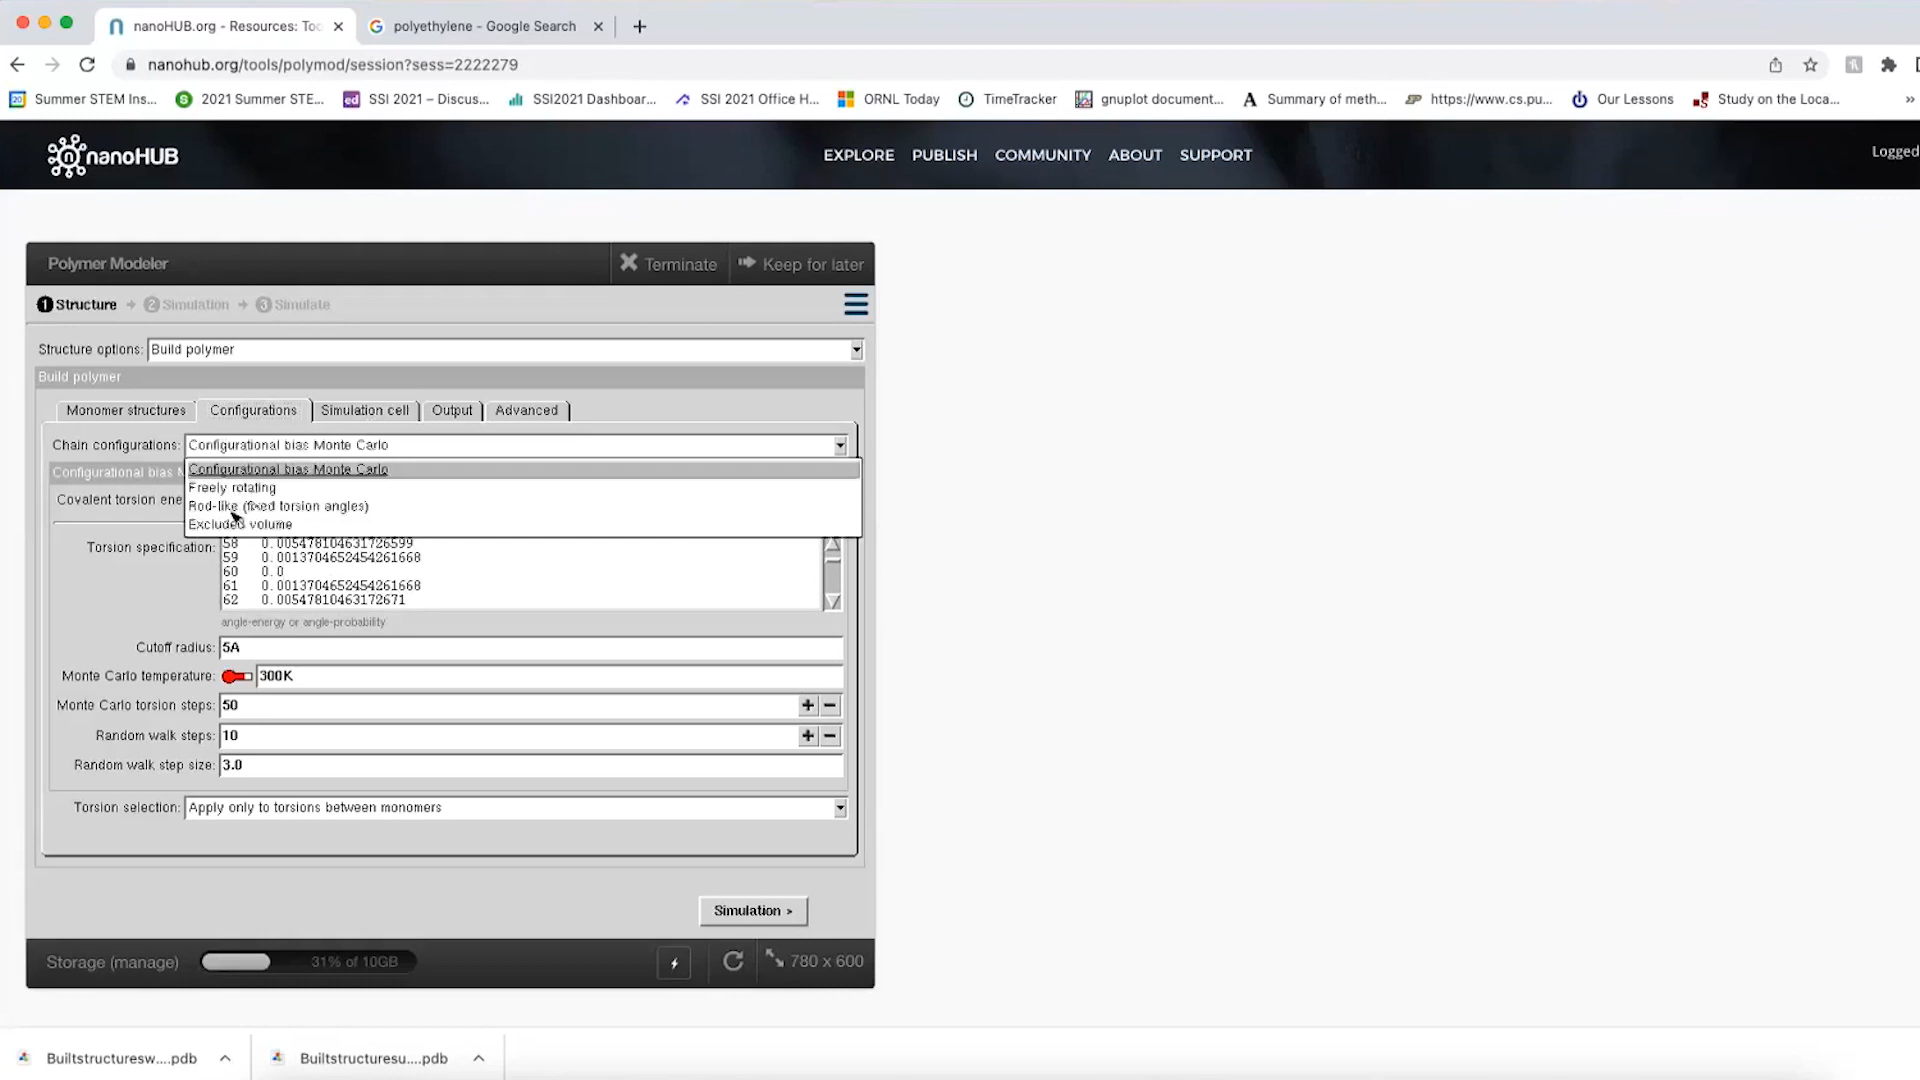 nanoHUB.org - Resources: Too
polyethylene - Google Search
nanohub.org/tools/polymod/session?sess=2222279
Summer STEM Ins...
2021 Summer STE...
SSI 2021 – Discus...
SSI2021 Dashboar...
SSI 2021 Office H...
ORNL Today
TimeTracker
gnuplot document...
Summary of meth...
https://www.cs.pu...
Our Lessons
Study on the Loca...
»
nanoHUB
EXPLORE PUBLISH COMMUNITY ABOUT SUPPORT
Logged
Polymer Modeler
Terminate
Keep for later
1 Structure → 2 Simulation → 3 Simulate
Structure options: Build polymer
Build polymer
Monomer structures Configurations Simulation cell Output Advanced
Chain configurations: Configurational bias Monte Carlo
Configurational bias M
Configurational bias Monte Carlo
Freely rotating
Covalent torsion ene
Rod-like (fixed torsion angles)
Excluded volume
Torsion specification:
58 0.005478104631726599
59 0.0013704652454261668
60 0.0
61 0.0013704652454261668
62 0.00547810463172671
angle-energy or angle-probability
Cutoff radius: 5A
Monte Carlo temperature: 300K
Monte Carlo torsion steps: 50
Random walk steps: 10
Random walk step size: 3.0
Torsion selection: Apply only to torsions between monomers
Simulation >
Storage (manage) 31% of 10GB
780 x 600
Builtstructuresw....pdb
Builtstructuresu....pdb